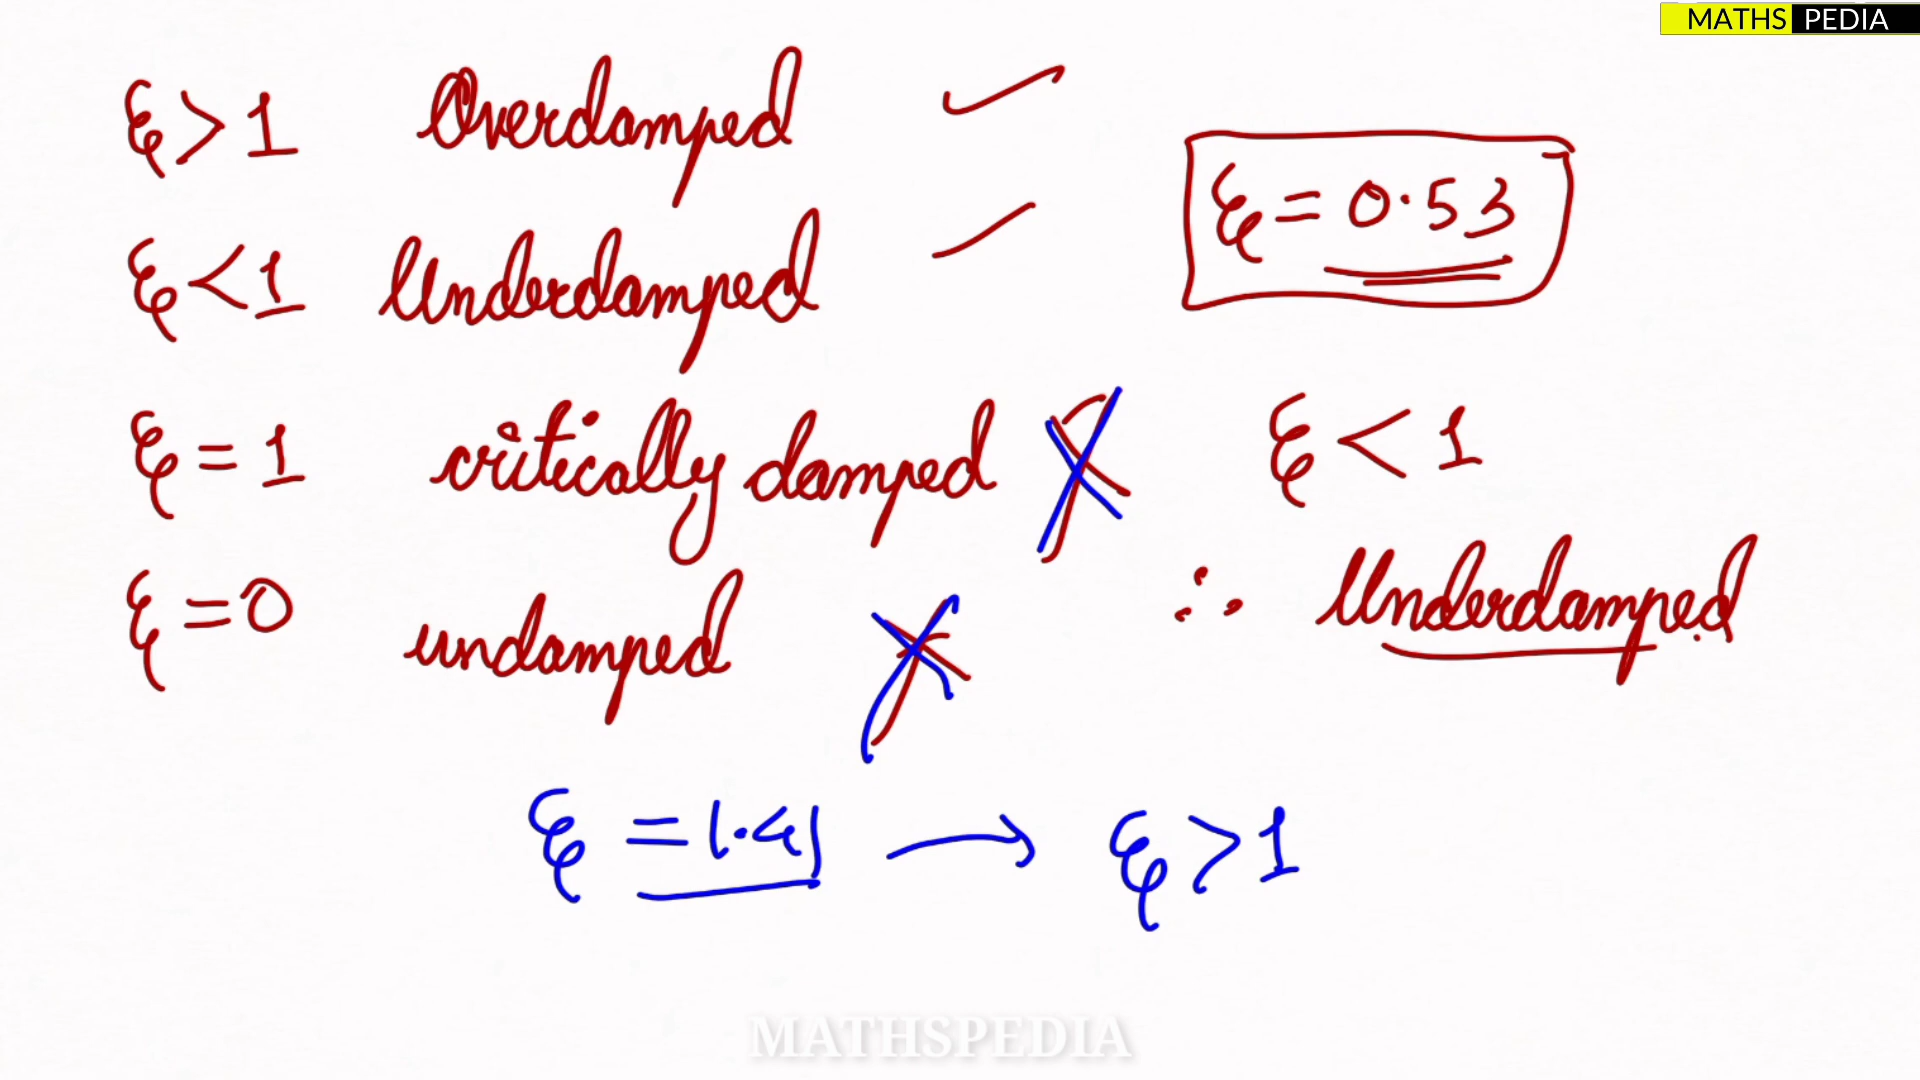 MATHS PEDIA
ξ > 1 Overdamped ✓
ξ = 0.53
ξ < 1 Underdamped
ξ = 1 critically damped ✗
ξ < 1
ξ = 0 undamped ✗
∴ Underdamped
ξ = 1.41 → ξ > 1
MATHSPEDIA